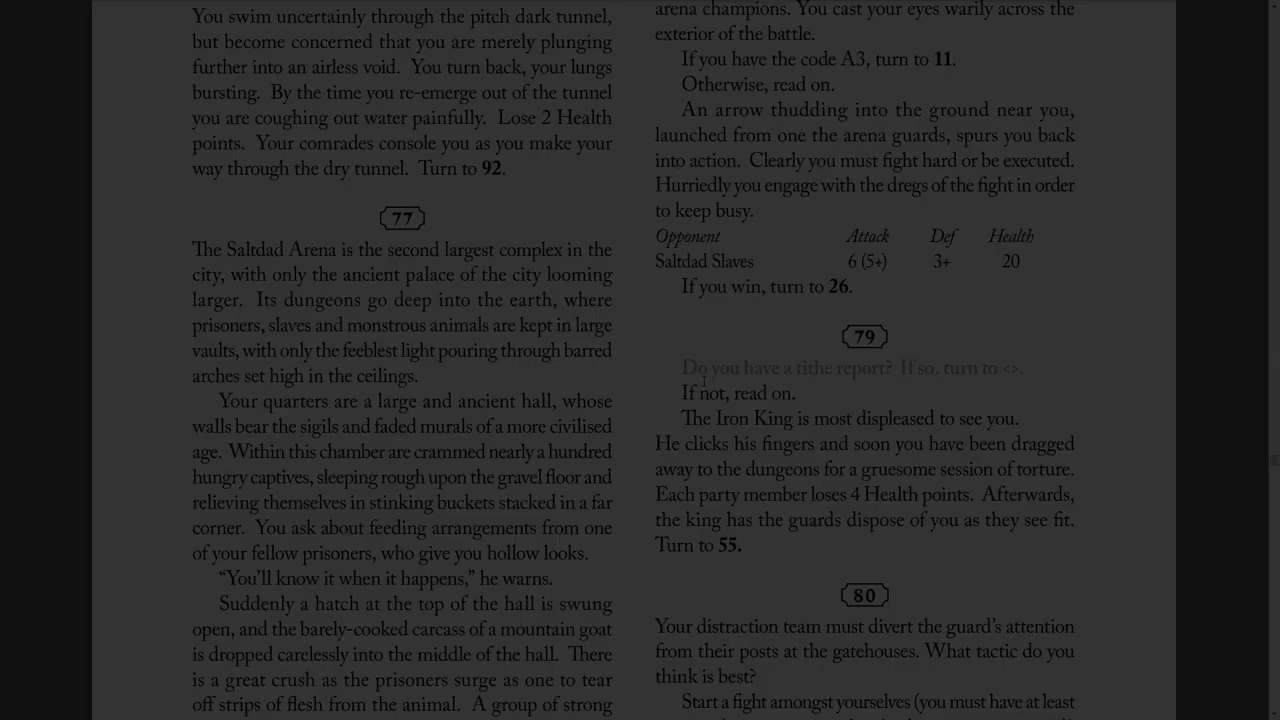 You swim uncertainly through the pitch dark tunnel,
but become concerned that you are merely plunging
further into an airless void. You turn back, your lungs
bursting. By the time you re-emerge out of the tunnel
you are coughing out water painfully. Lose 2 Health
points. Your comrades console you as you make your
way through the dry tunnel. Turn to 92.
77
The Saltdad Arena is the second largest complex in the
city, with only the ancient palace of the city looming
larger. Its dungeons go deep into the earth, where
prisoners, slaves and monstrous animals are kept in large
vaults, with only the feeblest light pouring through barred
arches set high in the ceilings.
Your quarters are a large and ancient hall, whose
walls bear the sigils and faded murals of a more civilised
age. Within this chamber are crammed nearly a hundred
hungry captives, sleeping rough upon the gravel floor and
relieving themselves in stinking buckets stacked in a far
corner. You ask about feeding arrangements from one
of your fellow prisoners, who give you hollow looks.
“You’ll know it when it happens,” he warns.
Suddenly a hatch at the top of the hall is swung
open, and the barely-cooked carcass of a mountain goat
is dropped carelessly into the middle of the hall. There
is a great crush as the prisoners surge as one to tear
off strips of flesh from the animal. A group of strong
arena champions. You cast your eyes warily across the
exterior of the battle.
If you have the code A3, turn to 11.
Otherwise, read on.
An arrow thudding into the ground near you,
launched from one the arena guards, spurs you back
into action. Clearly you must fight hard or be executed.
Hurriedly you engage with the dregs of the fight in order
to keep busy.
Opponent Attack Def Health
Saltdad Slaves 6 (5+) 3+ 20
If you win, turn to 26.
79
Do you have a tithe report? If so, turn to <>.
If not, read on.
The Iron King is most displeased to see you.
He clicks his fingers and soon you have been dragged
away to the dungeons for a gruesome session of torture.
Each party member loses 4 Health points. Afterwards,
the king has the guards dispose of you as they see fit.
Turn to 55.
80
Your distraction team must divert the guard’s attention
from their posts at the gatehouses. What tactic do you
think is best?
Start a fight amongst yourselves (you must have at least